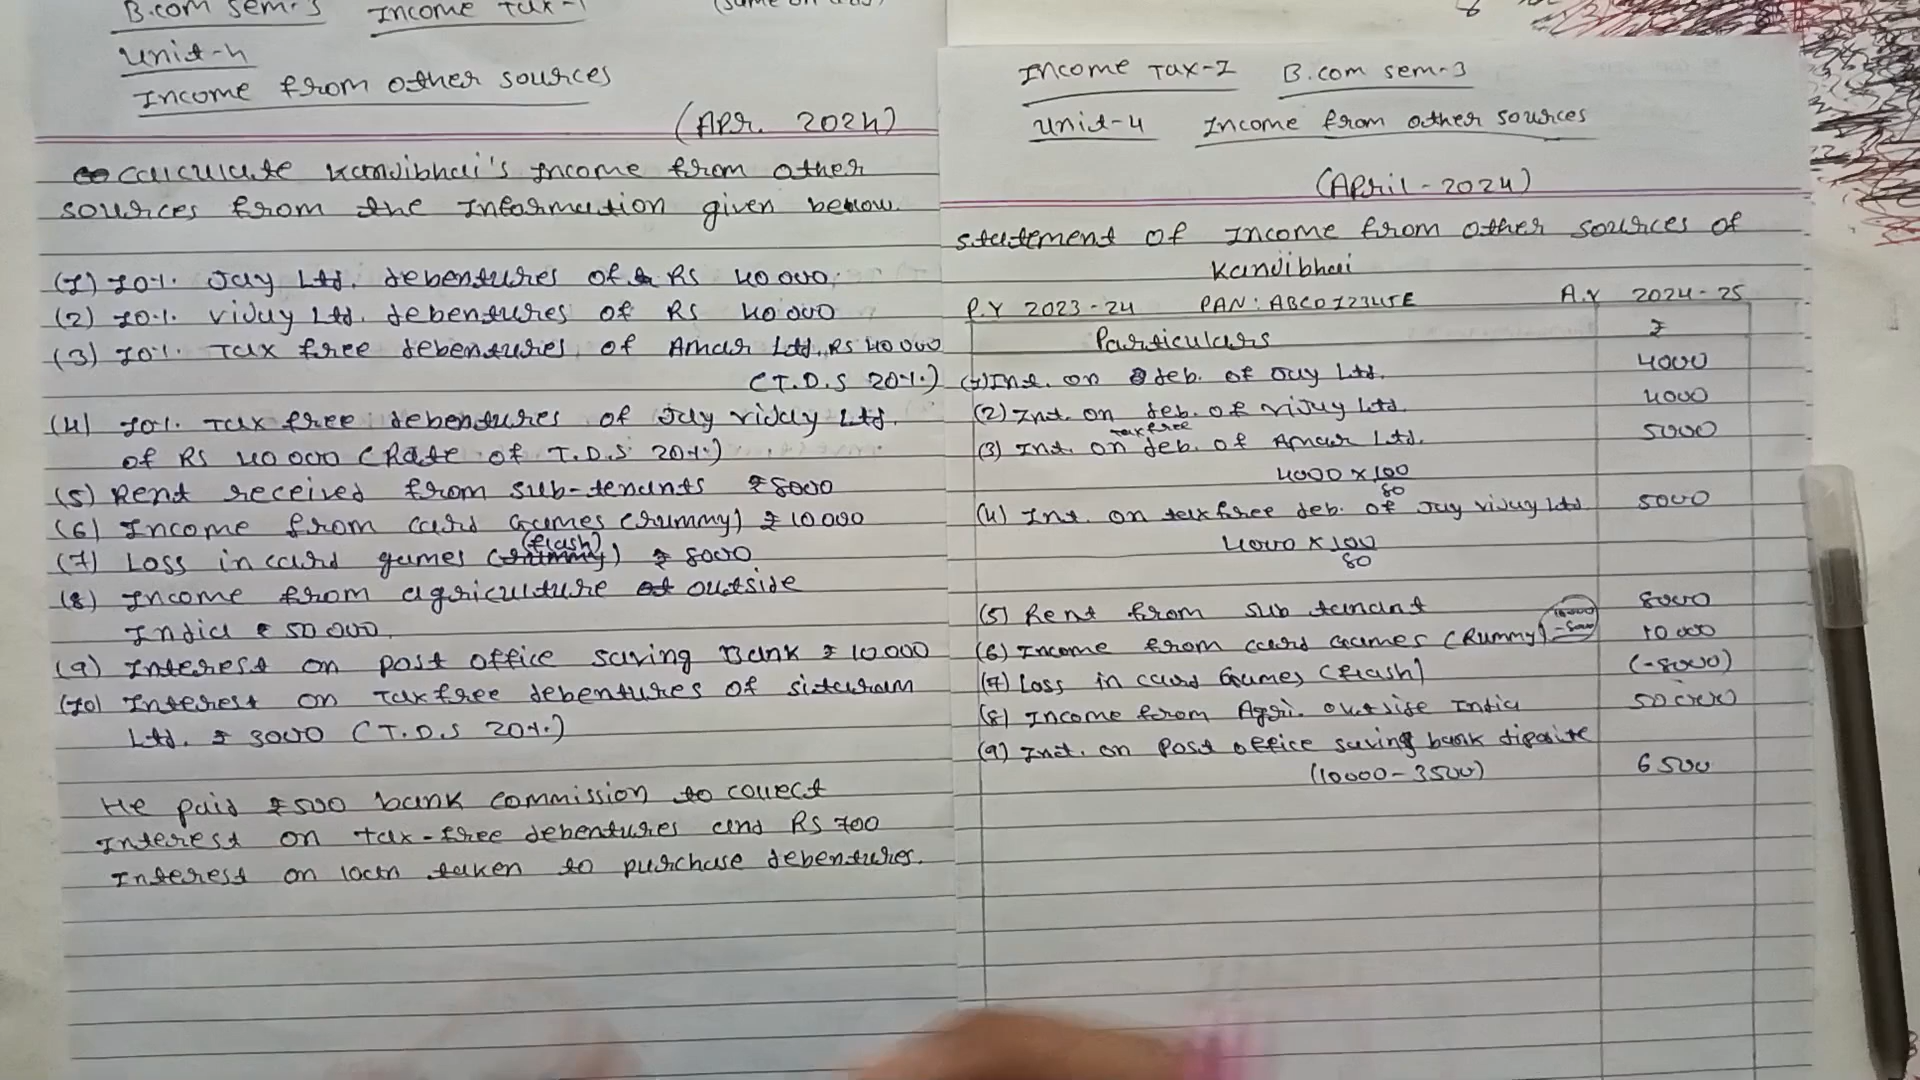 B.com Sem-3 Income Tax-1
Unit-4
Income from other sources
(Apr. 2024)
calculate Kanjibhai's Income from other
sources from the Information given below.
(1) 10%. Jay Ltd. debentures of Rs 40000.
(2) 10%. vijay Ltd. debentures of Rs 40000
(3) 10%. Tax free debentures of Amar Ltd. Rs 40000
(T.D.S 20%.)
(4) 10%. Tax free debentures of Jay vijay Ltd.
of Rs 40000 (Rate of T.D.S 20%)
(5) Rent received from sub-tenants ₹8000
(6) Income from card Games (rummy) ₹ 10000
(7) Loss in card games (flash) ₹ 8000
(8) Income from agriculture outside
India ₹ 50000.
(9) Interest on post office saving Bank ₹ 10000
(10) Interest on Taxfree debentures of sitaram
Ltd. ₹ 3000 (T.D.S 20%.)
He paid ₹500 bank commission to collect
Interest on tax-free debentures and Rs 700
Interest on loan taken to purchase debentures.
Income Tax-I B.com sem-3
Unit-4 Income from other sources
(April-2024)
statement of Income from other sources of
Kanjibhai
P.Y 2023-24 PAN: ABCD1234SE A.Y 2024-25
Particulars ₹
(1) Int. on deb. of Jay Ltd. 4000
(2) Int. on deb. of vijay Ltd. 4000
(3) Int. on tax free deb. of Amar Ltd. 5000
4000 x 100
80
(4) Int. on tax free deb. of Jay vijay Ltd 5000
4000 x 100
80
(5) Rent from sub tanant 8000
(6) Income from card Games (Rummy) 10000
(7) Loss in card Games (flash) (-8000)
(8) Income from Agri. outside India 50000
(9) Int. on Post office saving bank diposite
(10000-3500) 6500